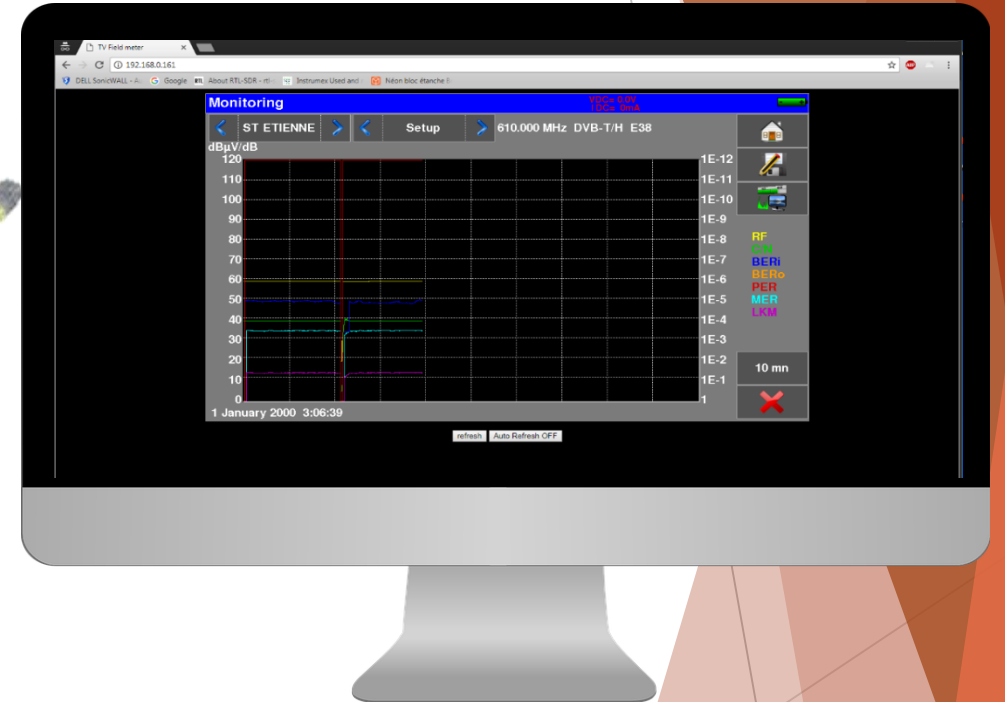 TV Field meter
192.168.0.161
DELL SonicWALL - A
Google
About RTL-SDR - rtl
Instrumex Used and
Néon bloc étanche
Monitoring
VDC= 0.0V
IDC= 0mA
ST ETIENNE
Setup
610.000 MHz DVB-T/H E38
dBµV/dB
120
110
100
90
80
70
60
50
40
30
20
10
0
1E-12
1E-11
1E-10
1E-9
1E-8
1E-7
1E-6
1E-5
1E-4
1E-3
1E-2
1E-1
1
RF
C/N
BERi
BERo
PER
MER
LKM
10 mn
1 January 2000 3:06:39
refresh
Auto Refresh OFF